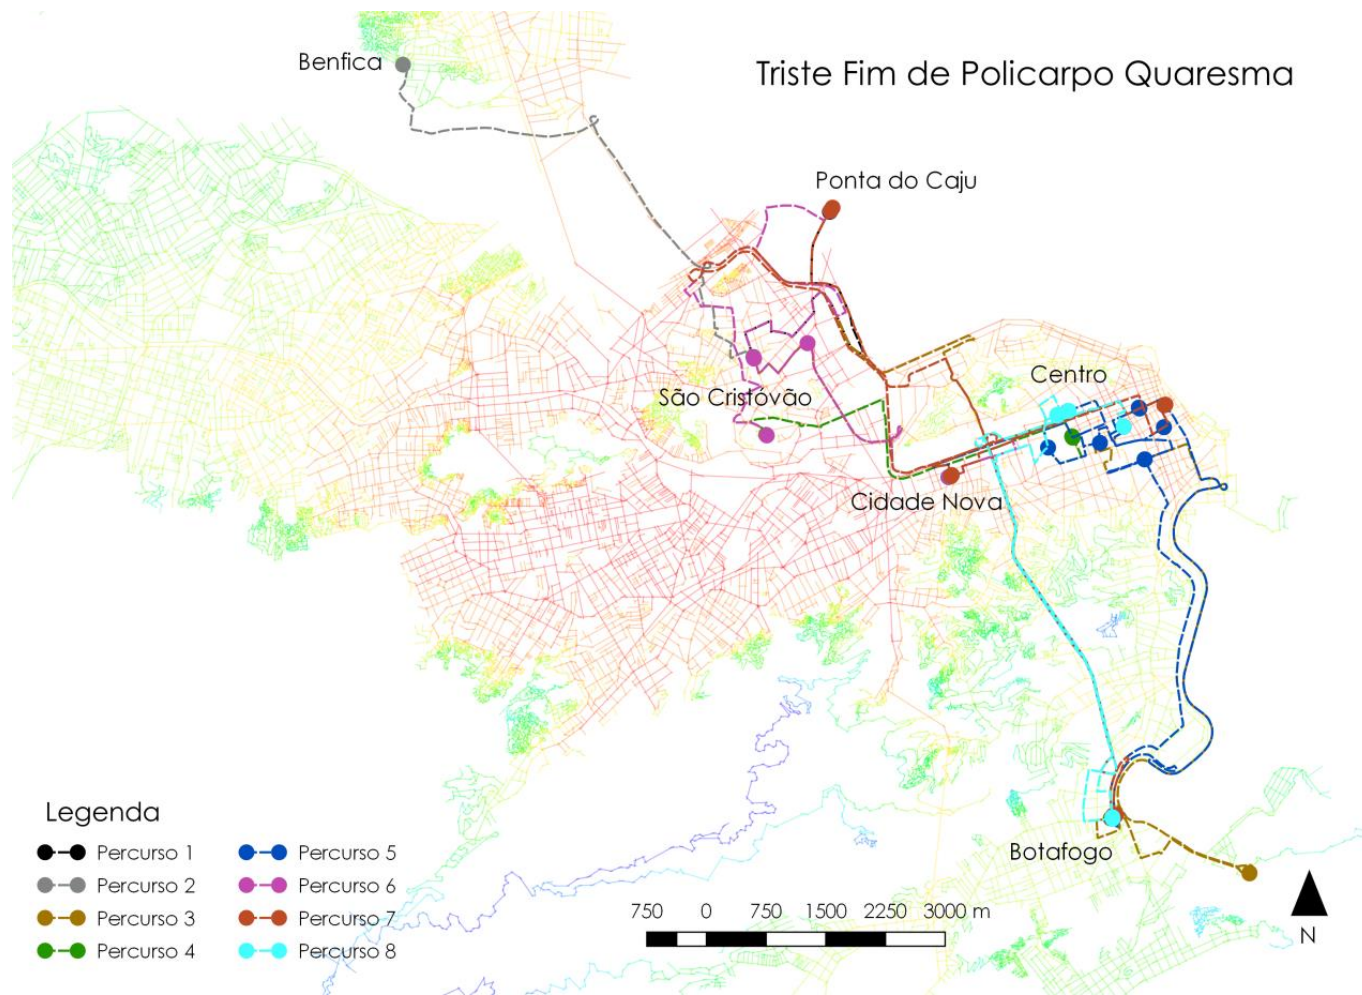 Benfica
Triste Fim de Policarpo Quaresma
Ponta do Caju
Centro
São Cristóvão
Cidade Nova
Legenda
Percurso 1
Percurso 5
Percurso 2
Percurso 6
Percurso 3
Percurso 7
Percurso 4
Percurso 8
Botafogo
750 0 750 1500 2250 3000 m
N